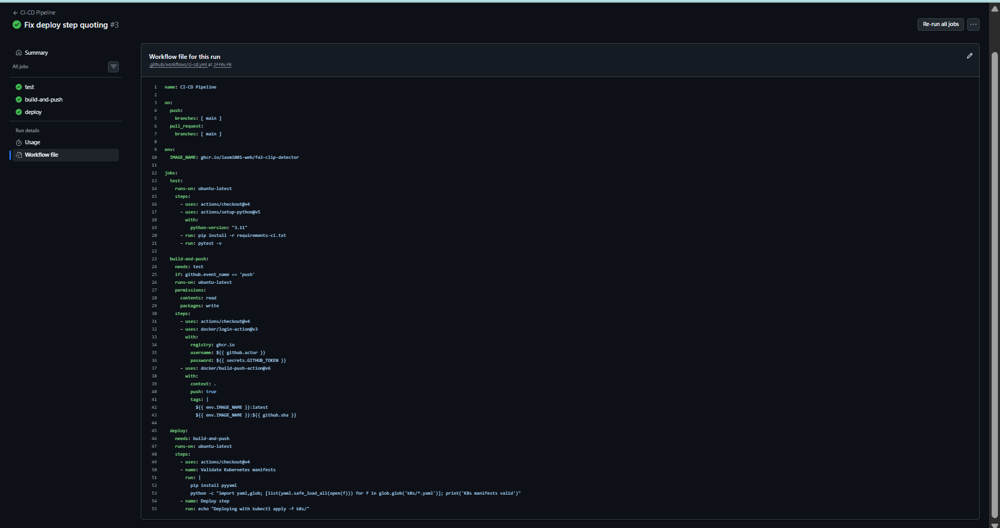 ← CI-CD Pipeline
Fix deploy step quoting #3
Re-run all jobs
Summary
All jobs
test
build-and-push
deploy
Run details
Usage
Workflow file
Workflow file for this run
.github/workflows/ci-cd.yml at 2ff0cf0
1 name: CI-CD Pipeline
2
3 on:
4   push:
5     branches: [ main ]
6   pull_request:
7     branches: [ main ]
8
9 env:
10   IMAGE_NAME: ghcr.io/laxmi001-web/fa3-clip-detector
11
12 jobs:
13   test:
14     runs-on: ubuntu-latest
15     steps:
16       - uses: actions/checkout@v4
17       - uses: actions/setup-python@v5
18         with:
19           python-version: "3.11"
20       - run: pip install -r requirements-ci.txt
21       - run: pytest -v
22
23   build-and-push:
24     needs: test
25     if: github.event_name == 'push'
26     runs-on: ubuntu-latest
27     permissions:
28       contents: read
29       packages: write
30     steps:
31       - uses: actions/checkout@v4
32       - uses: docker/login-action@v3
33         with:
34           registry: ghcr.io
35           username: ${{ github.actor }}
36           password: ${{ secrets.GITHUB_TOKEN }}
37       - uses: docker/build-push-action@v6
38         with:
39           context: .
40           push: true
41           tags: |
42             ${{ env.IMAGE_NAME }}:latest
43             ${{ env.IMAGE_NAME }}:${{ github.sha }}
44
45   deploy:
46     needs: build-and-push
47     runs-on: ubuntu-latest
48     steps:
49       - uses: actions/checkout@v4
50       - name: Validate Kubernetes manifests
51         run: |
52           pip install pyyaml
53           python -c "import yaml,glob; [list(yaml.safe_load_all(open(f))) for f in glob.glob('k8s/*.yaml')]; print('K8s manifests valid')"
54       - name: Deploy step
55         run: echo "Deploying with kubectl apply -f k8s/"